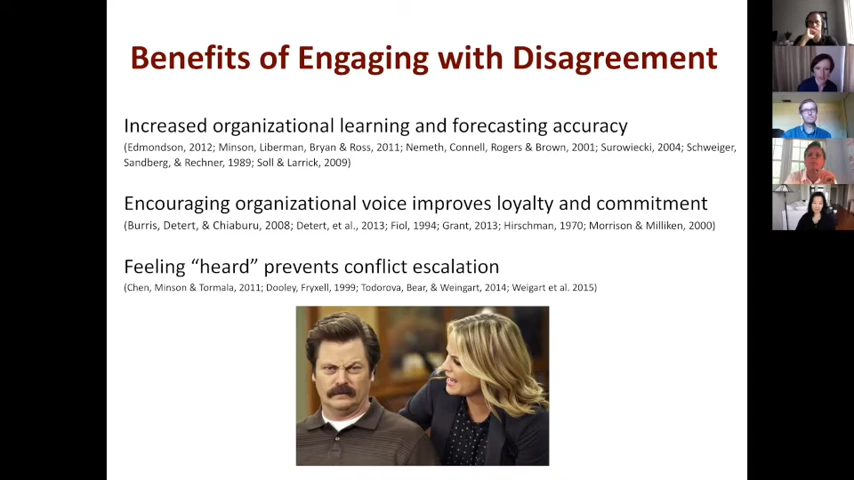 Benefits of Engaging with Disagreement
Increased organizational learning and forecasting accuracy
(Edmondson, 2012; Minson, Liberman, Bryan & Ross, 2011; Nemeth, Connell, Rogers & Brown, 2001; Surowiecki, 2004; Schweiger,
Sandberg, & Rechner, 1989; Soll & Larrick, 2009)
Encouraging organizational voice improves loyalty and commitment
(Burris, Detert, & Chiaburu, 2008; Detert, et al., 2013; Fiol, 1994; Grant, 2013; Hirschman, 1970; Morrison & Milliken, 2000)
Feeling “heard” prevents conflict escalation
(Chen, Minson & Tormala, 2011; Dooley, Fryxell, 1999; Todorova, Bear, & Weingart, 2014; Weigart et al. 2015)